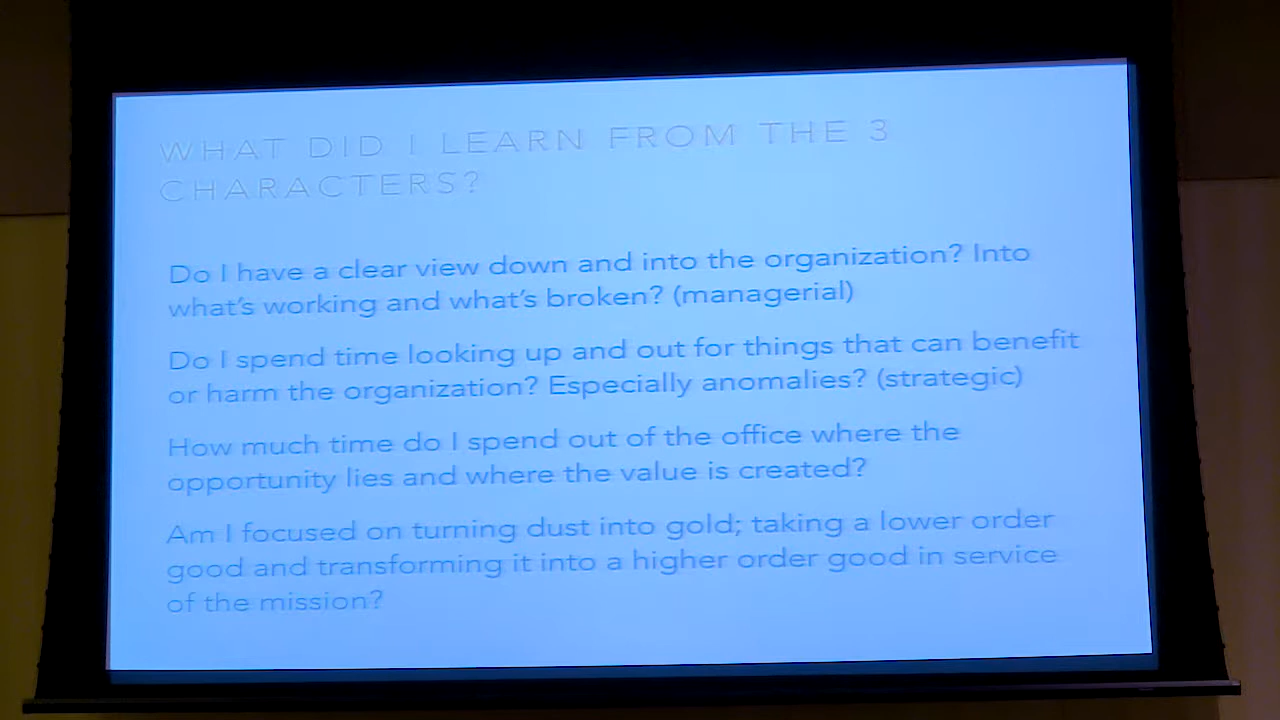 WHAT DID I LEARN FROM THE 3
CHARACTERS?
Do I have a clear view down and into the organization? Into
what's working and what's broken? (managerial)
Do I spend time looking up and out for things that can benefit
or harm the organization? Especially anomalies? (strategic)
How much time do I spend out of the office where the
opportunity lies and where the value is created?
Am I focused on turning dust into gold; taking a lower order
good and transforming it into a higher order good in service
of the mission?